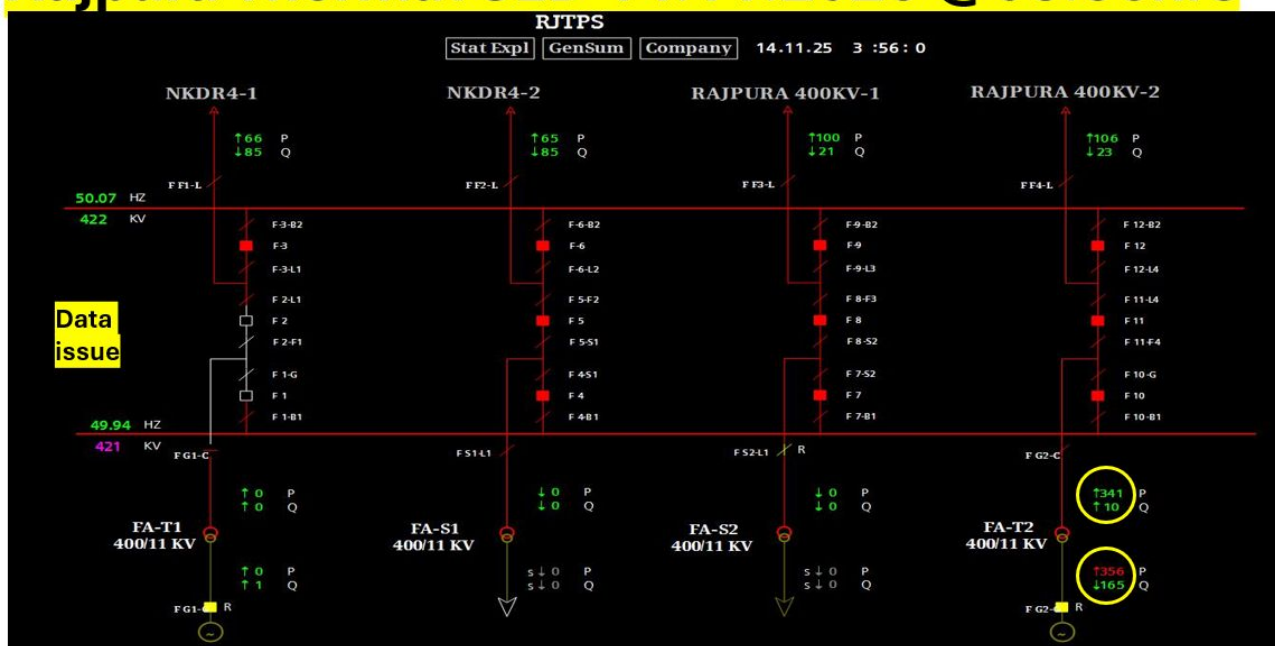 RJTPS
Stat Expl GenSum Company 14.11.25 3 :56: 0
NKDR4-1 NKDR4-2 RAJPURA 400KV-1 RAJPURA 400KV-2
↑66 P ↑65 P ↑100 P ↑106 P
↓85 Q ↓85 Q ↓21 Q ↓23 Q
F F1-L FF2-L F F3-L FF4-L
50.07 HZ
422 KV
F-3-B2 F-6-B2 F-9-B2 F 12-B2
F-3 F-6 F-9 F 12
F-3-L1 F-6-L2 F-9-L3 F 12-L4
F 2-L1 F 5-F2 F 8-F3 F 11-L4
Data
F 2 F 5 F 8 F 11
issue
F 2-F1 F 5-S1 F 8-S2 F 11-F4
F 1-G F 4-S1 F 7-S2 F 10-G
F 1 F 4 F 7 F 10
F 1-B1 F 4-B1 F 7-B1 F 10-B1
49.94 HZ
421 KV
F G1-C F S1-L1 F S2-L1 R F G2-C
↑ 0 P ↓ 0 P ↓ 0 P ↑341 P
↑ 0 Q ↓ 0 Q ↓ 0 Q ↑ 10 Q
FA-T1 FA-S1 FA-S2 FA-T2
400/11 KV 400/11 KV 400/11 KV 400/11 KV
↑ 0 P s ↓ 0 P s ↓ 0 P ↑356 P
↑ 1 Q s ↓ 0 Q s ↓ 0 Q ↓165 Q
R R